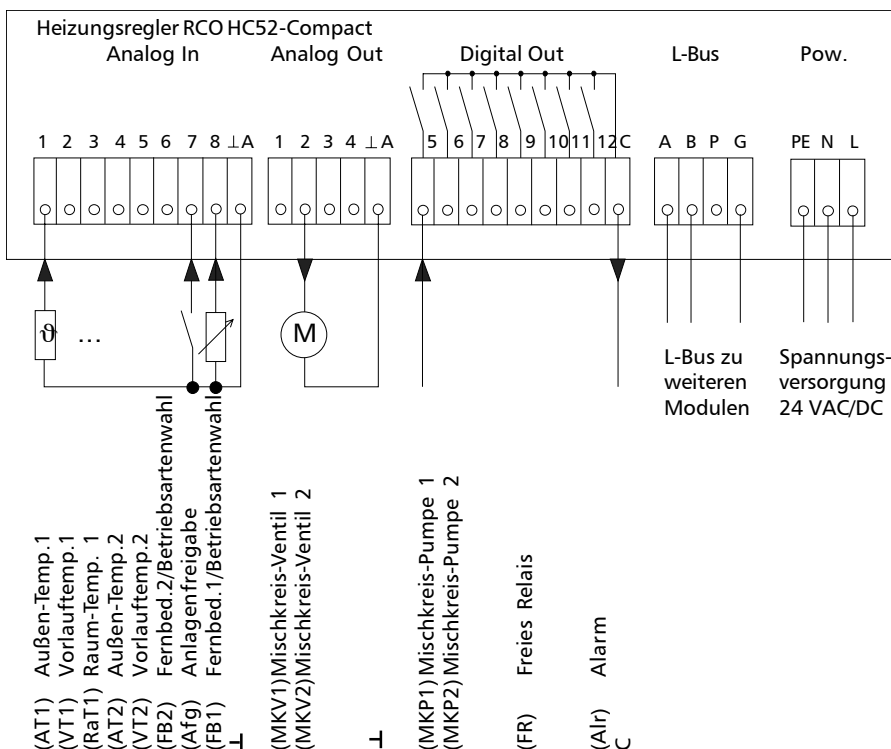 Heizungsregler RCO HC52-Compact
Analog In
Analog Out
Digital Out
L-Bus
Pow.
1 2 3 4 5 6 7 8 ⊥A
1 2 3 4 ⊥A
5 6 7 8 9 10 11 12 C
A B P G
PE N L
ϑ ...
M
L-Bus zu
weiteren
Modulen
Spannungs-
versorgung
24 VAC/DC
(AT1) Außen-Temp.1
(VT1) Vorlauftemp.1
(RaT1) Raum-Temp. 1
(AT2) Außen-Temp.2
(VT2) Vorlauftemp.2
(FB2) Fernbed.2/Betriebsartenwahl
(Afg) Anlagenfreigabe
(FB1) Fernbed.1/Betriebsartenwahl
⊥
(MKV1) Mischkreis-Ventil 1
(MKV2) Mischkreis-Ventil 2
⊥
(MKP1) Mischkreis-Pumpe 1
(MKP2) Mischkreis-Pumpe 2
(FR) Freies Relais
(Alr) Alarm
C